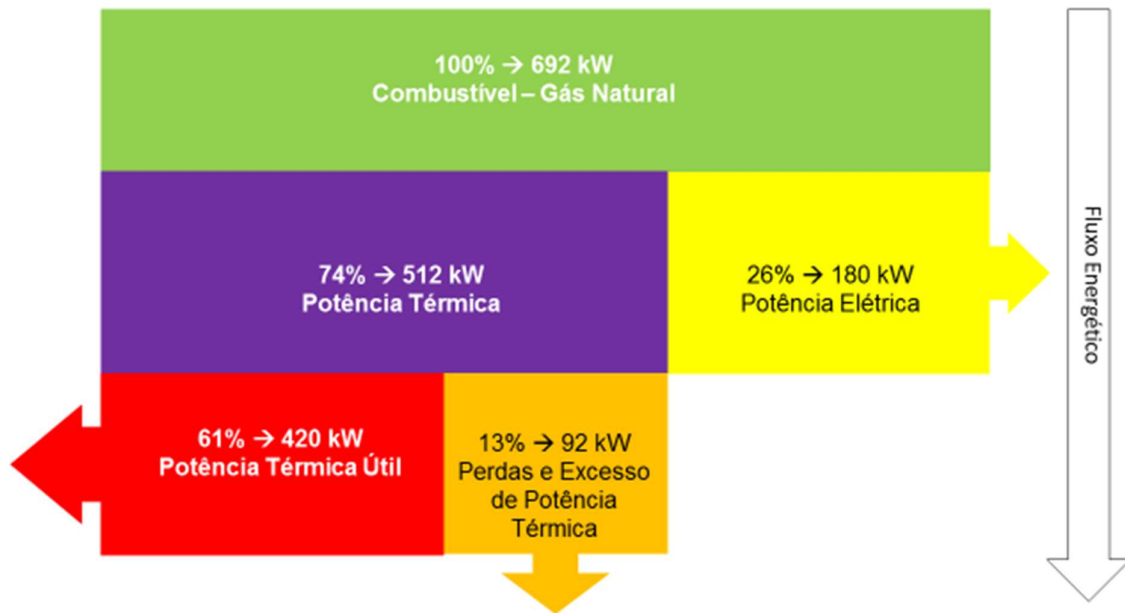 100% → 692 kW
Combustível – Gás Natural
74% → 512 kW
Potência Térmica
26% → 180 kW
Potência Elétrica
61% → 420 kW
Potência Térmica Útil
13% → 92 kW
Perdas e Excesso
de Potência
Térmica
Fluxo Energético